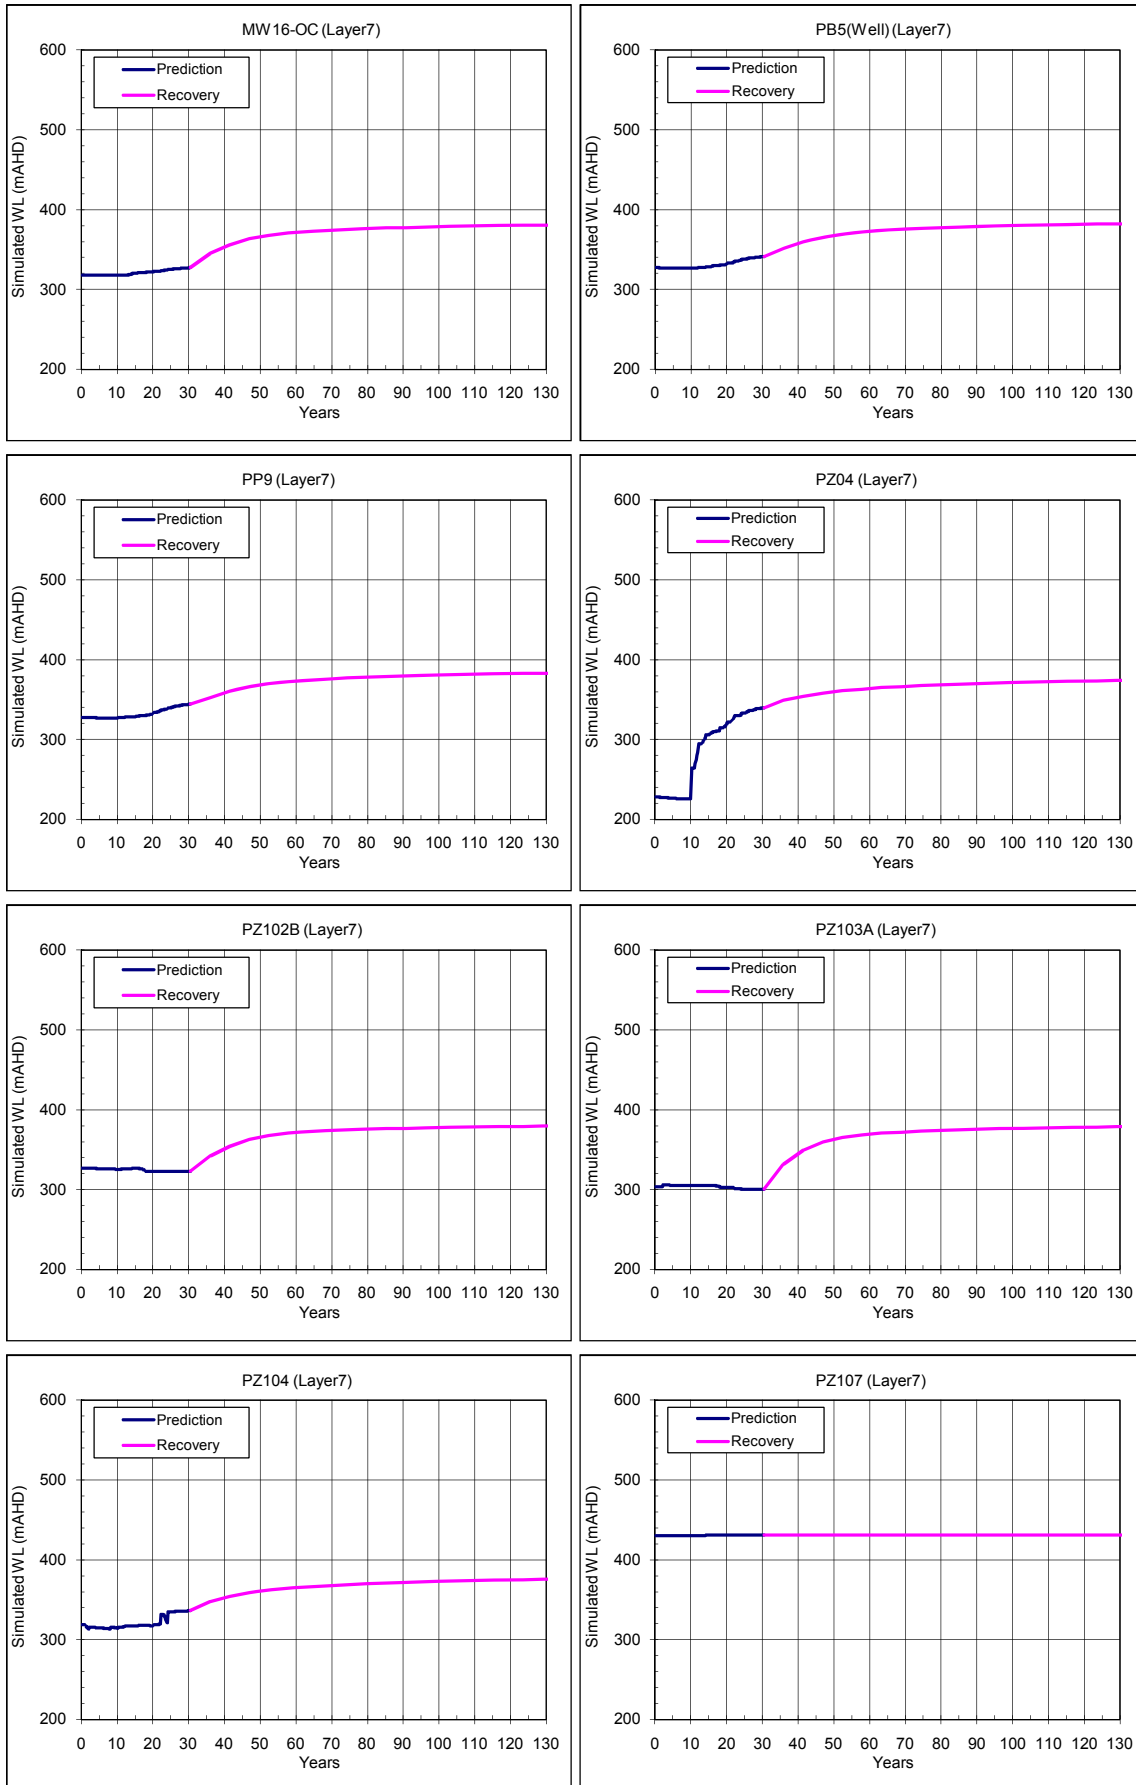 MW16-OC (Layer7)
Prediction
Recovery
Simulated WL (mAHD)
600
500
400
300
200
0 10 20 30 40 50 60 70 80 90 100 110 120 130
Years
PB5(Well) (Layer7)
Prediction
Recovery
Simulated WL (mAHD)
600
500
400
300
200
0 10 20 30 40 50 60 70 80 90 100 110 120 130
Years
PP9 (Layer7)
Prediction
Recovery
Simulated WL (mAHD)
600
500
400
300
200
0 10 20 30 40 50 60 70 80 90 100 110 120 130
Years
PZ04 (Layer7)
Prediction
Recovery
Simulated WL (mAHD)
600
500
400
300
200
0 10 20 30 40 50 60 70 80 90 100 110 120 130
Years
PZ102B (Layer7)
Prediction
Recovery
Simulated WL (mAHD)
600
500
400
300
200
0 10 20 30 40 50 60 70 80 90 100 110 120 130
Years
PZ103A (Layer7)
Prediction
Recovery
Simulated WL (mAHD)
600
500
400
300
200
0 10 20 30 40 50 60 70 80 90 100 110 120 130
Years
PZ104 (Layer7)
Prediction
Recovery
Simulated WL (mAHD)
600
500
400
300
200
0 10 20 30 40 50 60 70 80 90 100 110 120 130
Years
PZ107 (Layer7)
Prediction
Recovery
Simulated WL (mAHD)
600
500
400
300
200
0 10 20 30 40 50 60 70 80 90 100 110 120 130
Years